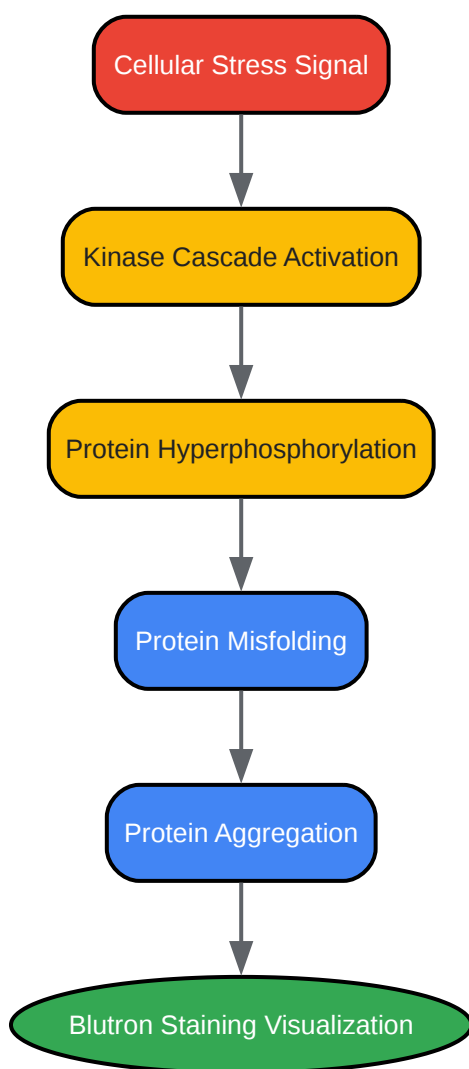 Cellular Stress Signal
Kinase Cascade Activation
Protein Hyperphosphorylation
Protein Misfolding
Protein Aggregation
Blutron Staining Visualization